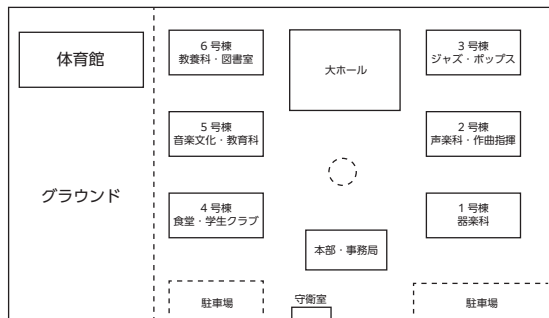 体育館
グラウンド
6 号棟
教養科・図書室
大ホール
3 号棟
ジャズ・ポップス
5 号棟
音楽文化・教育科
2 号棟
声楽科・作曲指揮
4 号棟
食堂・学生クラブ
1 号棟
器楽科
本部・事務局
駐車場
守衛室
駐車場